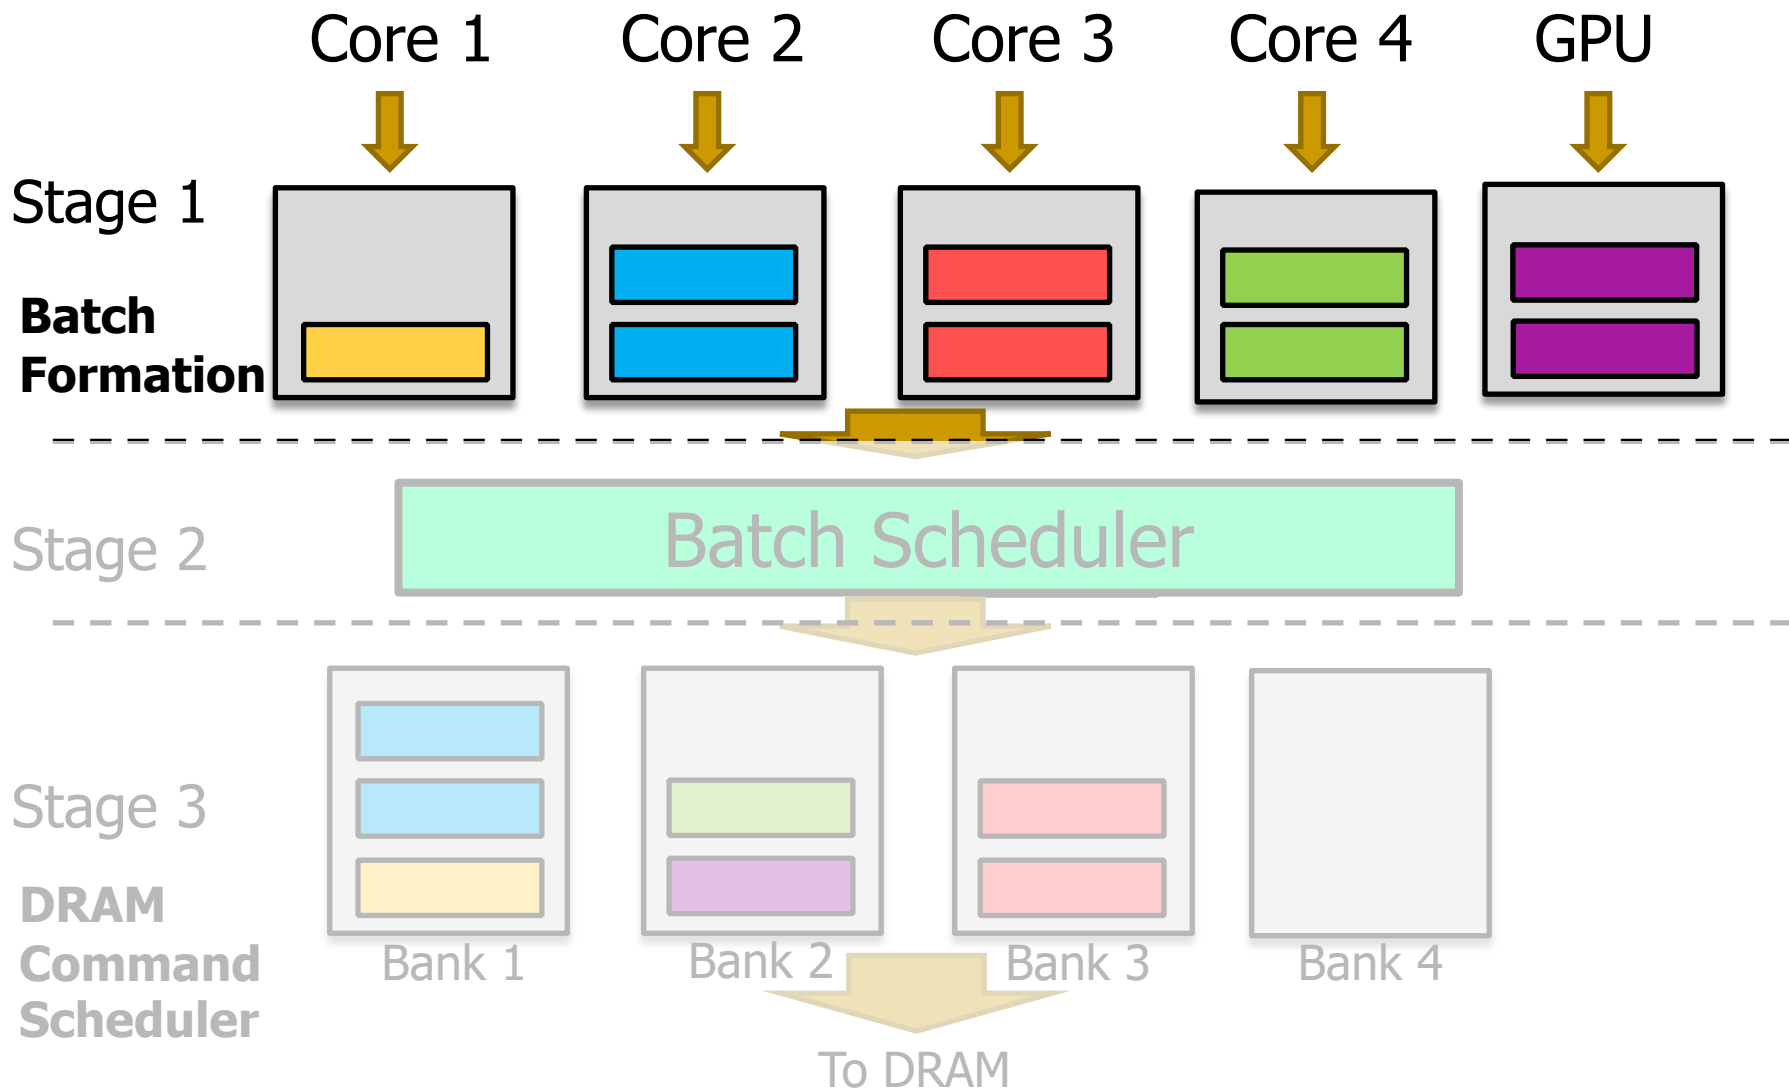 Core 1 Core 2 Core 3 Core 4 GPU
Stage 1
Batch
Formation
Stage 2
Batch Scheduler
Stage 3
DRAM
Command
Scheduler
Bank 1 Bank 2 Bank 3 Bank 4
To DRAM